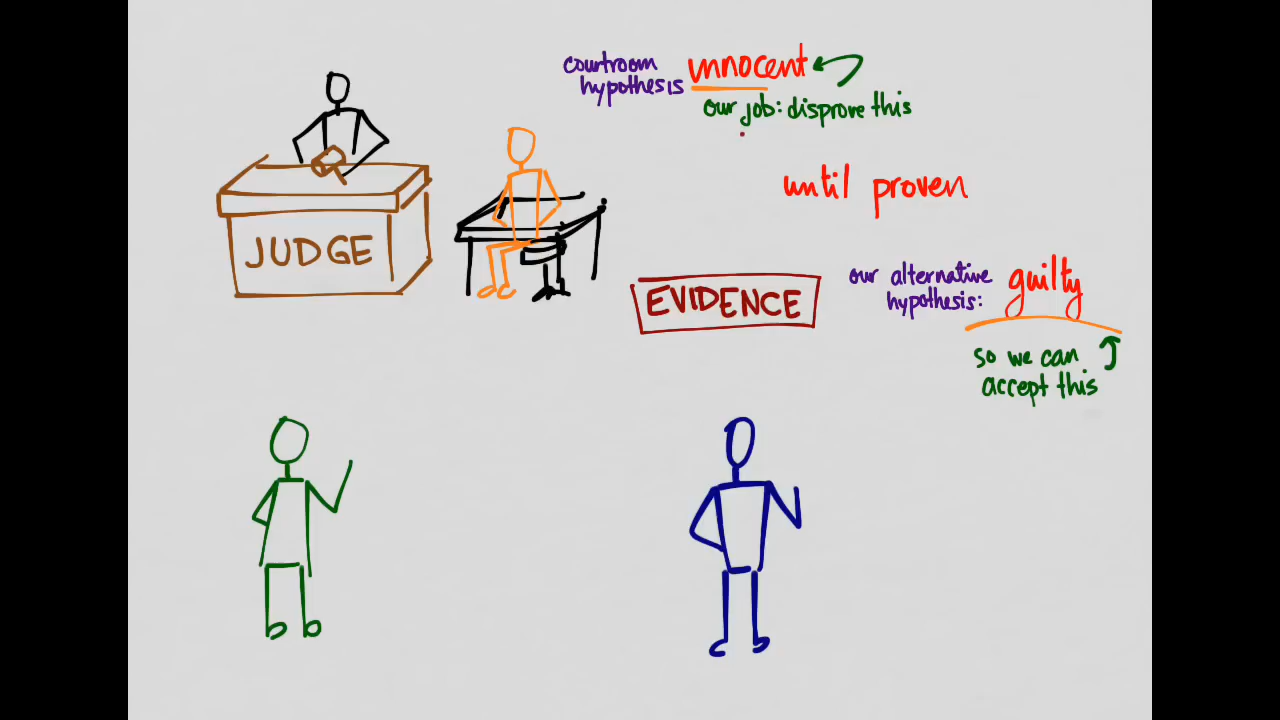 courtroom
hypothesis
innocent
our job: disprove this
until proven
JUDGE
EVIDENCE
our alternative
hypothesis:
guilty
so we can
accept this